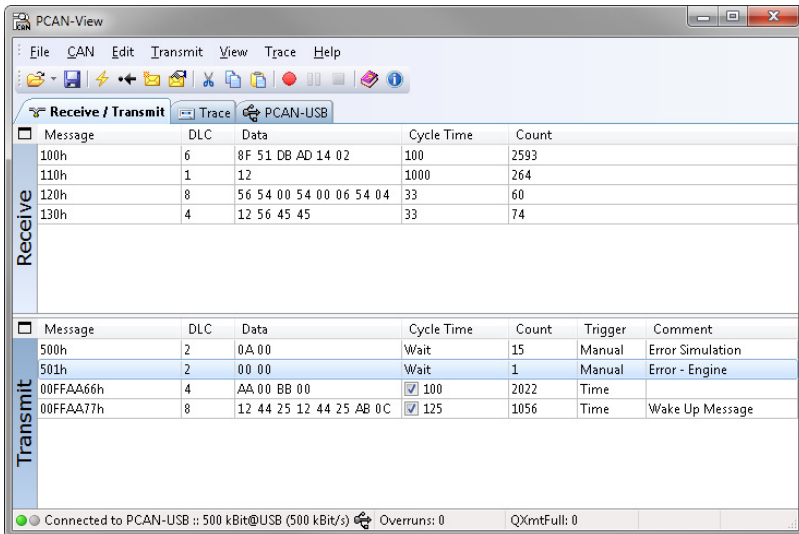 PCAN-View
File CAN Edit Transmit View Trace Help
Receive / Transmit Trace PCAN-USB
Message DLC Data Cycle Time Count
100h 6 8F 51 DB AD 14 02 100 2593
110h 1 12 1000 264
120h 8 56 54 00 54 00 06 54 04 33 60
130h 4 12 56 45 45 33 74
Receive
Message DLC Data Cycle Time Count Trigger Comment
500h 2 0A 00 Wait 15 Manual Error Simulation
501h 2 00 00 Wait 1 Manual Error - Engine
00FFAA66h 4 AA 00 BB 00 100 2022 Time
00FFAA77h 8 12 44 25 12 44 25 AB 0C 125 1056 Time Wake Up Message
Transmit
Connected to PCAN-USB :: 500 kBit@USB (500 kBit/s) Overruns: 0 QXmtFull: 0